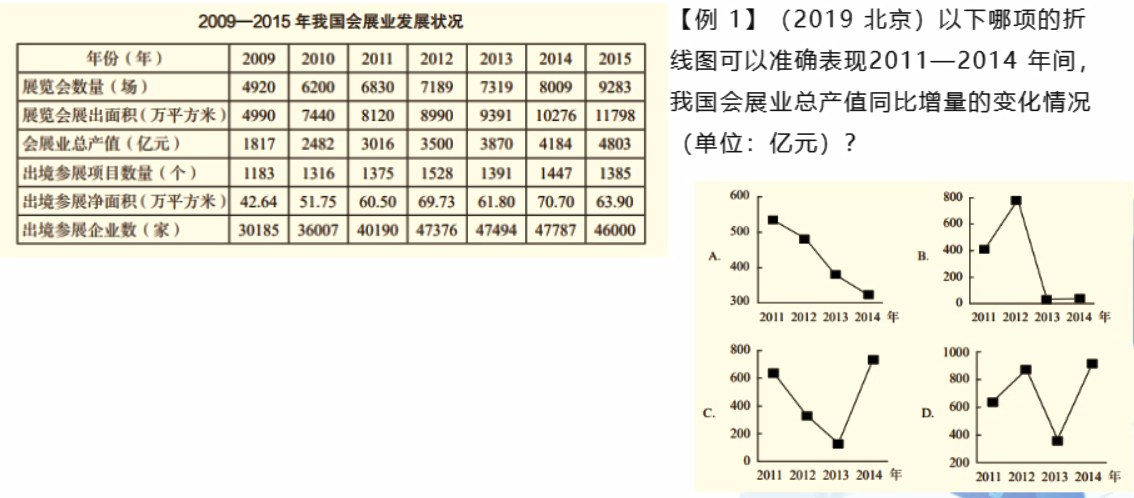 2009—2015 年我国会展业发展状况
年份（年） 2009 2010 2011 2012 2013 2014 2015
展览会数量（场） 4920 6200 6830 7189 7319 8009 9283
展览会展出面积（万平方米） 4990 7440 8120 8990 9391 10276 11798
会展业总产值（亿元） 1817 2482 3016 3500 3870 4184 4803
出境参展项目数量（个） 1183 1316 1375 1528 1391 1447 1385
出境参展净面积（万平方米） 42.64 51.75 60.50 69.73 61.80 70.70 63.90
出境参展企业数（家） 30185 36007 40190 47376 47494 47787 46000
【例 1】（2019 北京）以下哪项的折
线图可以准确表现2011—2014 年间，
我国会展业总产值同比增量的变化情况
（单位：亿元）？
A.
600
500
400
300
2011 2012 2013 2014 年
B.
800
600
400
200
0
2011 2012 2013 2014 年
C.
800
600
400
200
0
2011 2012 2013 2014 年
D.
1000
800
600
400
200
2011 2012 2013 2014 年